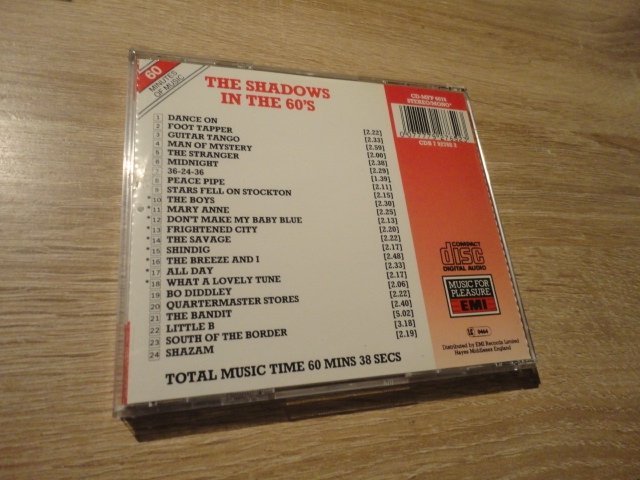 60
MINUTES
OF MUSIC
THE SHADOWS
IN THE 60'S
1 DANCE ON [2.22]
2 FOOT TAPPER [2.33]
3 GUITAR TANGO [2.59]
4 MAN OF MYSTERY [2.00]
5 THE STRANGER [2.38]
6 MIDNIGHT [2.29]
7 36-24-36 [1.39]
8 PEACE PIPE [2.11]
9 STARS FELL ON STOCKTON [2.15]
*10 THE BOYS [2.30]
*11 MARY ANNE [2.25]
*12 DON'T MAKE MY BABY BLUE [2.13]
*13 FRIGHTENED CITY [2.20]
*14 THE SAVAGE [2.22]
*15 SHINDIG [2.17]
*16 THE BREEZE AND I [2.48]
*17 ALL DAY [2.33]
*18 WHAT A LOVELY TUNE [2.17]
19 BO DIDDLEY [2.06]
20 QUARTERMASTER STORES [2.22]
21 THE BANDIT [2.40]
22 LITTLE B [5.02]
23 SOUTH OF THE BORDER [3.18]
24 SHAZAM [2.19]
TOTAL MUSIC TIME 60 MINS 38 SECS
CD-MFP
STEREO/MONO*
COMPACT
disc
DIGITAL AUDIO
MUSIC FOR
PLEASURE
EMI
Distributed by EMI Records Limited
Hayes Middlesex England